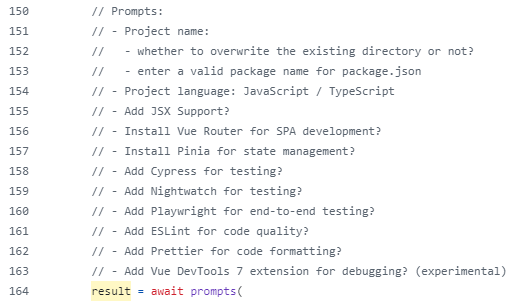 150 // Prompts:
151 // - Project name:
152 //   - whether to overwrite the existing directory or not?
153 //   - enter a valid package name for package.json
154 // - Project language: JavaScript / TypeScript
155 // - Add JSX Support?
156 // - Install Vue Router for SPA development?
157 // - Install Pinia for state management?
158 // - Add Cypress for testing?
159 // - Add Nightwatch for testing?
160 // - Add Playwright for end-to-end testing?
161 // - Add ESLint for code quality?
162 // - Add Prettier for code formatting?
163 // - Add Vue DevTools 7 extension for debugging? (experimental)
164 result = await prompts(